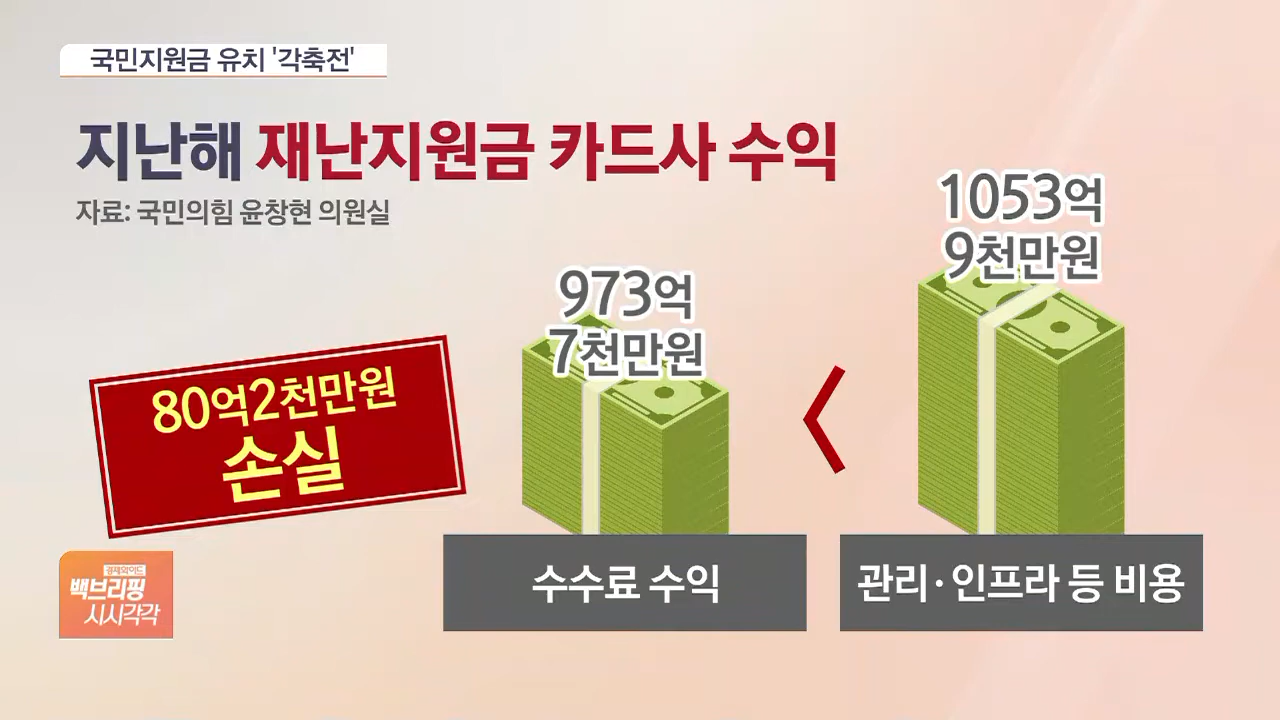 국민지원금 유치 '각축전'
지난해 재난지원금 카드사 수익
자료: 국민의힘 윤창현 의원실
1053억
9천만원
973억
7천만원
80억2천만원
손실
<
수수료 수익
관리·인프라 등 비용
경제와이드
백브리핑
시시각각